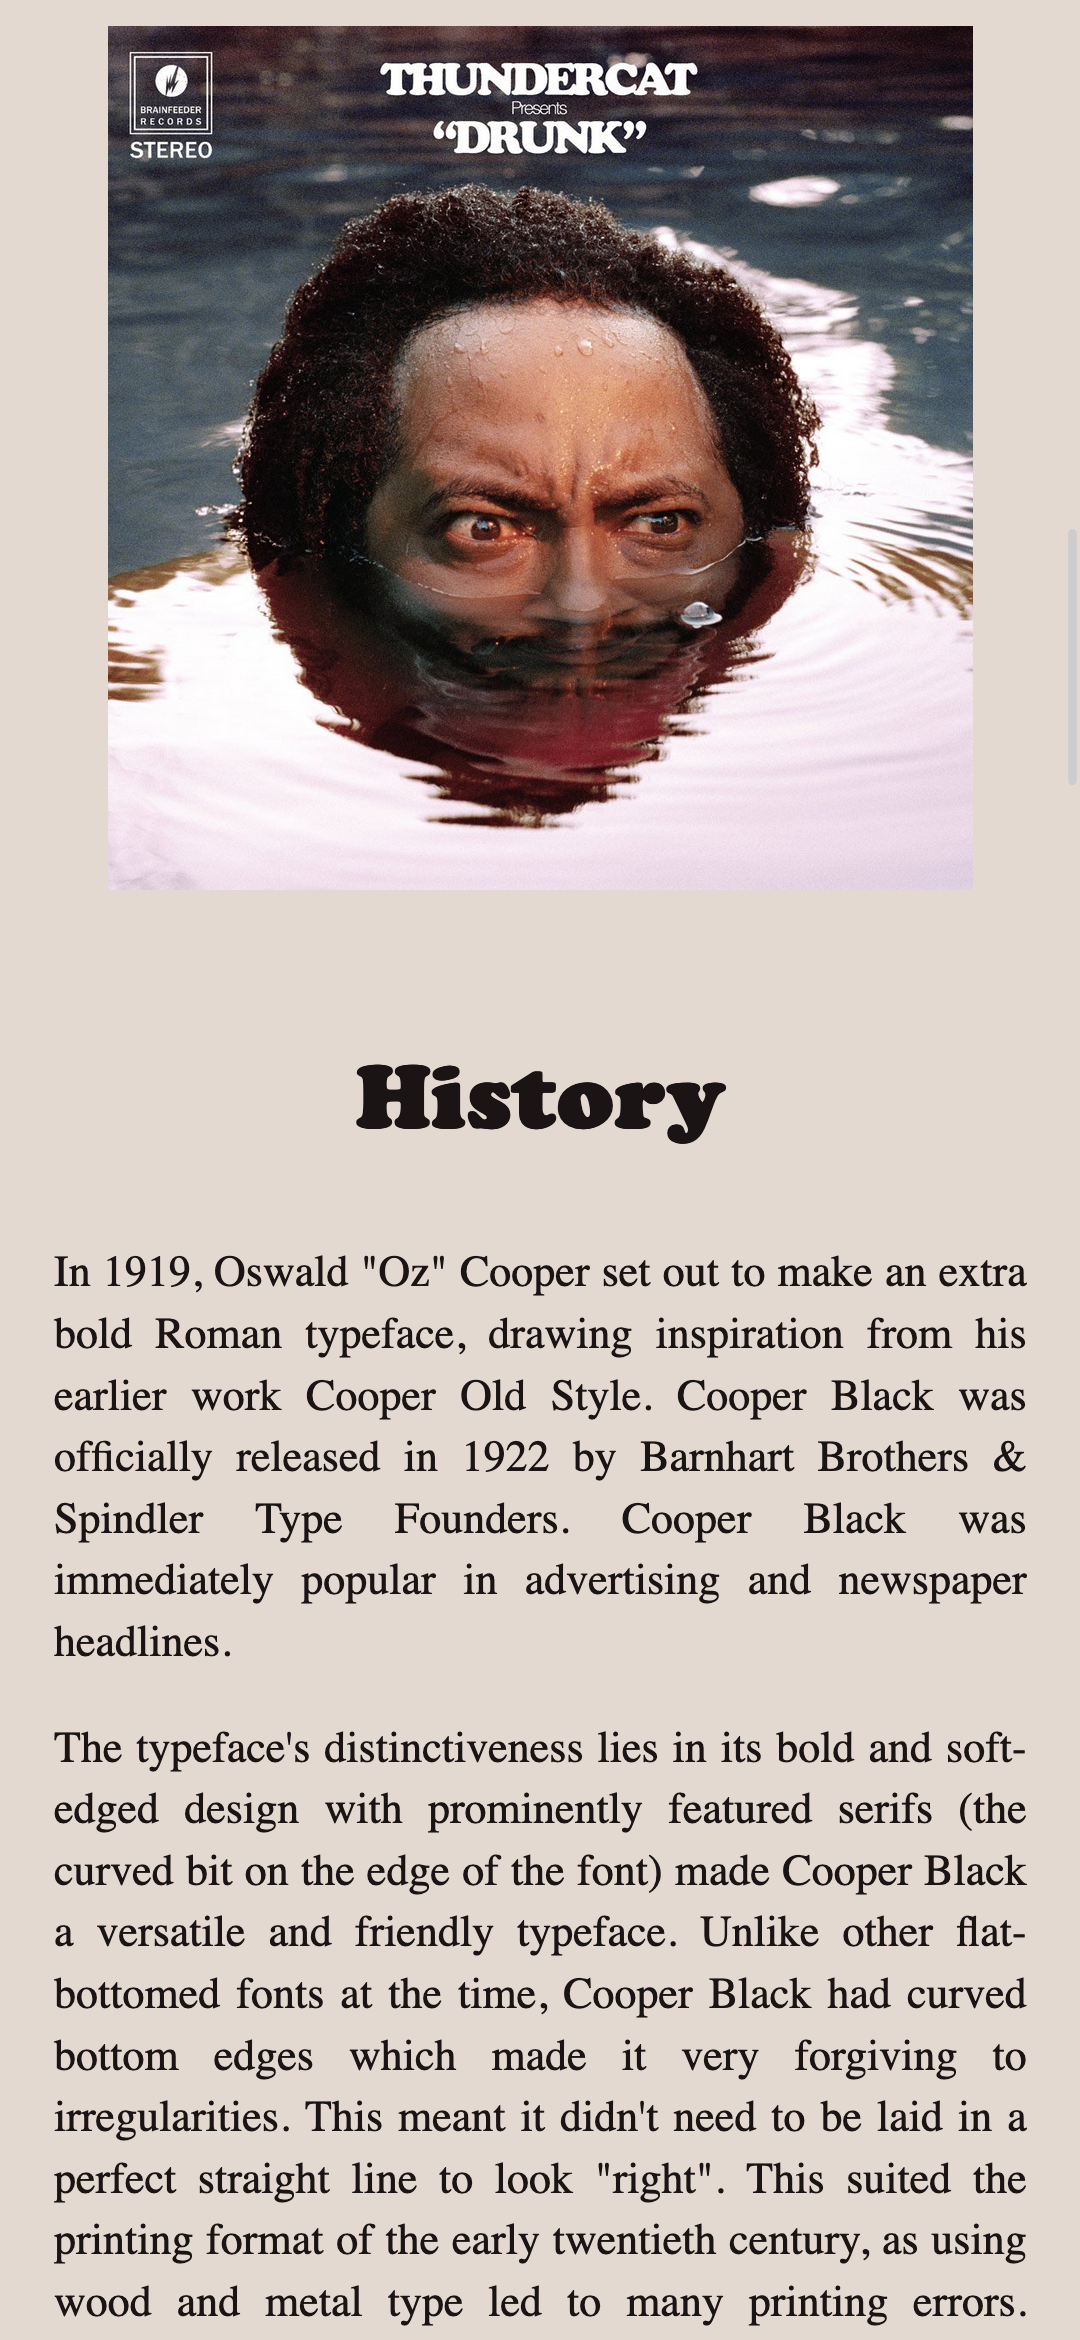 BRAINFEEDER
RECORDS
STEREO
THUNDERCAT
Presents
“DRUNK”
History
In 1919, Oswald "Oz" Cooper set out to make an extra
bold Roman typeface, drawing inspiration from his
earlier work Cooper Old Style. Cooper Black was
officially released in 1922 by Barnhart Brothers &
Spindler Type Founders. Cooper Black was
immediately popular in advertising and newspaper
headlines.
The typeface's distinctiveness lies in its bold and soft-
edged design with prominently featured serifs (the
curved bit on the edge of the font) made Cooper Black
a versatile and friendly typeface. Unlike other flat-
bottomed fonts at the time, Cooper Black had curved
bottom edges which made it very forgiving to
irregularities. This meant it didn't need to be laid in a
perfect straight line to look "right". This suited the
printing format of the early twentieth century, as using
wood and metal type led to many printing errors.